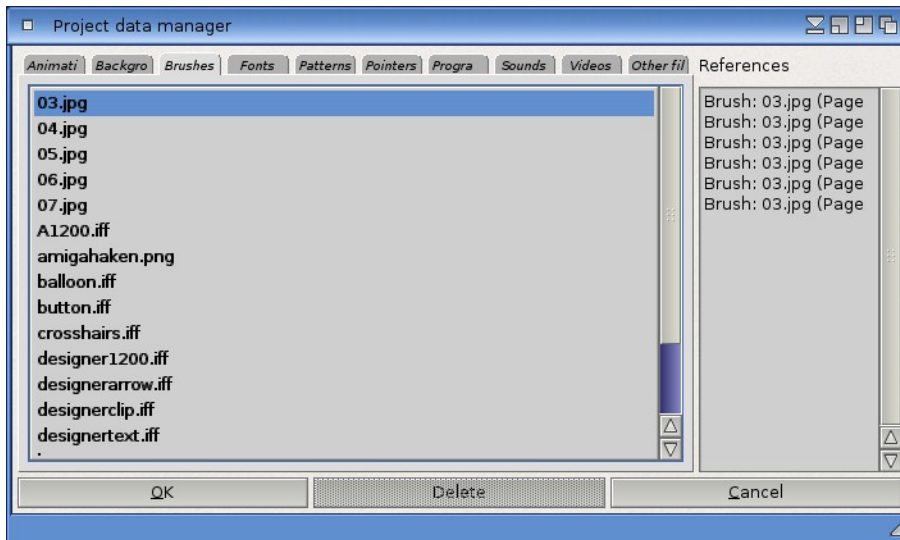 Project data manager
Animati Backgro Brushes Fonts Patterns Pointers Progra Sounds Videos Other fil References
03.jpg
04.jpg
05.jpg
06.jpg
07.jpg
A1200.iff
amigahaken.png
balloon.iff
button.iff
crosshairs.iff
designer1200.iff
designerarrow.iff
designerclip.iff
designertext.iff
Brush: 03.jpg (Page
Brush: 03.jpg (Page
Brush: 03.jpg (Page
Brush: 03.jpg (Page
Brush: 03.jpg (Page
Brush: 03.jpg (Page
OK Delete Cancel